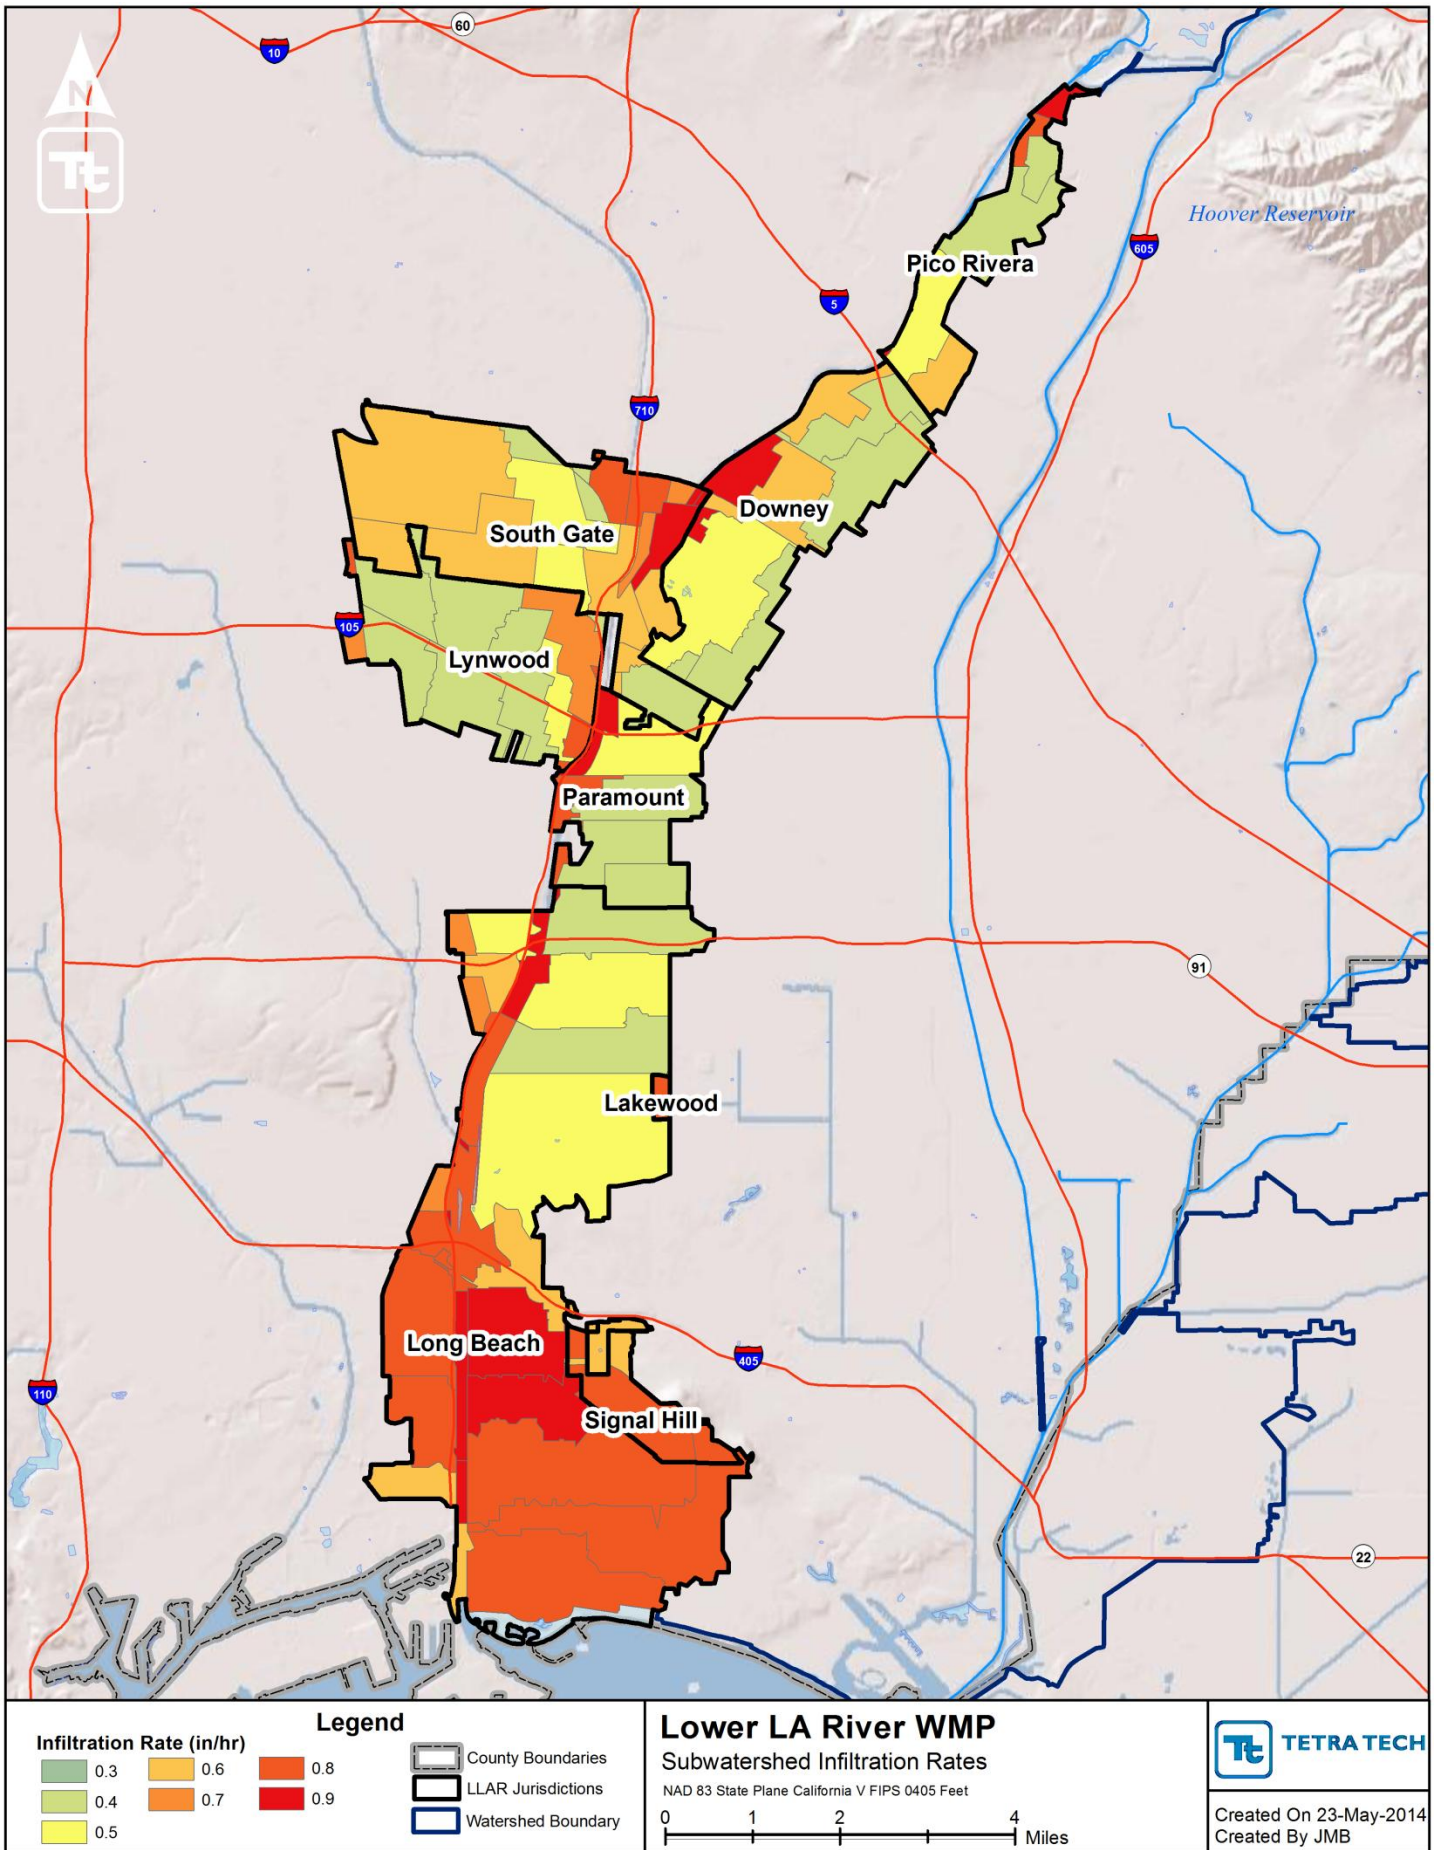 60
10
N
Tt
Hoover Reservoir
605
Pico Rivera
5
710
Downey
South Gate
105
Lynwood
Paramount
91
Lakewood
Long Beach
405
110
Signal Hill
22
Legend
Infiltration Rate (in/hr)
0.3
0.4
0.5
0.6
0.7
0.8
0.9
County Boundaries
LLAR Jurisdictions
Watershed Boundary
Lower LA River WMP
Subwatershed Infiltration Rates
NAD 83 State Plane California V FIPS 0405 Feet
0 1 2 4
Miles
Tt TETRA TECH
Created On 23-May-2014
Created By JMB